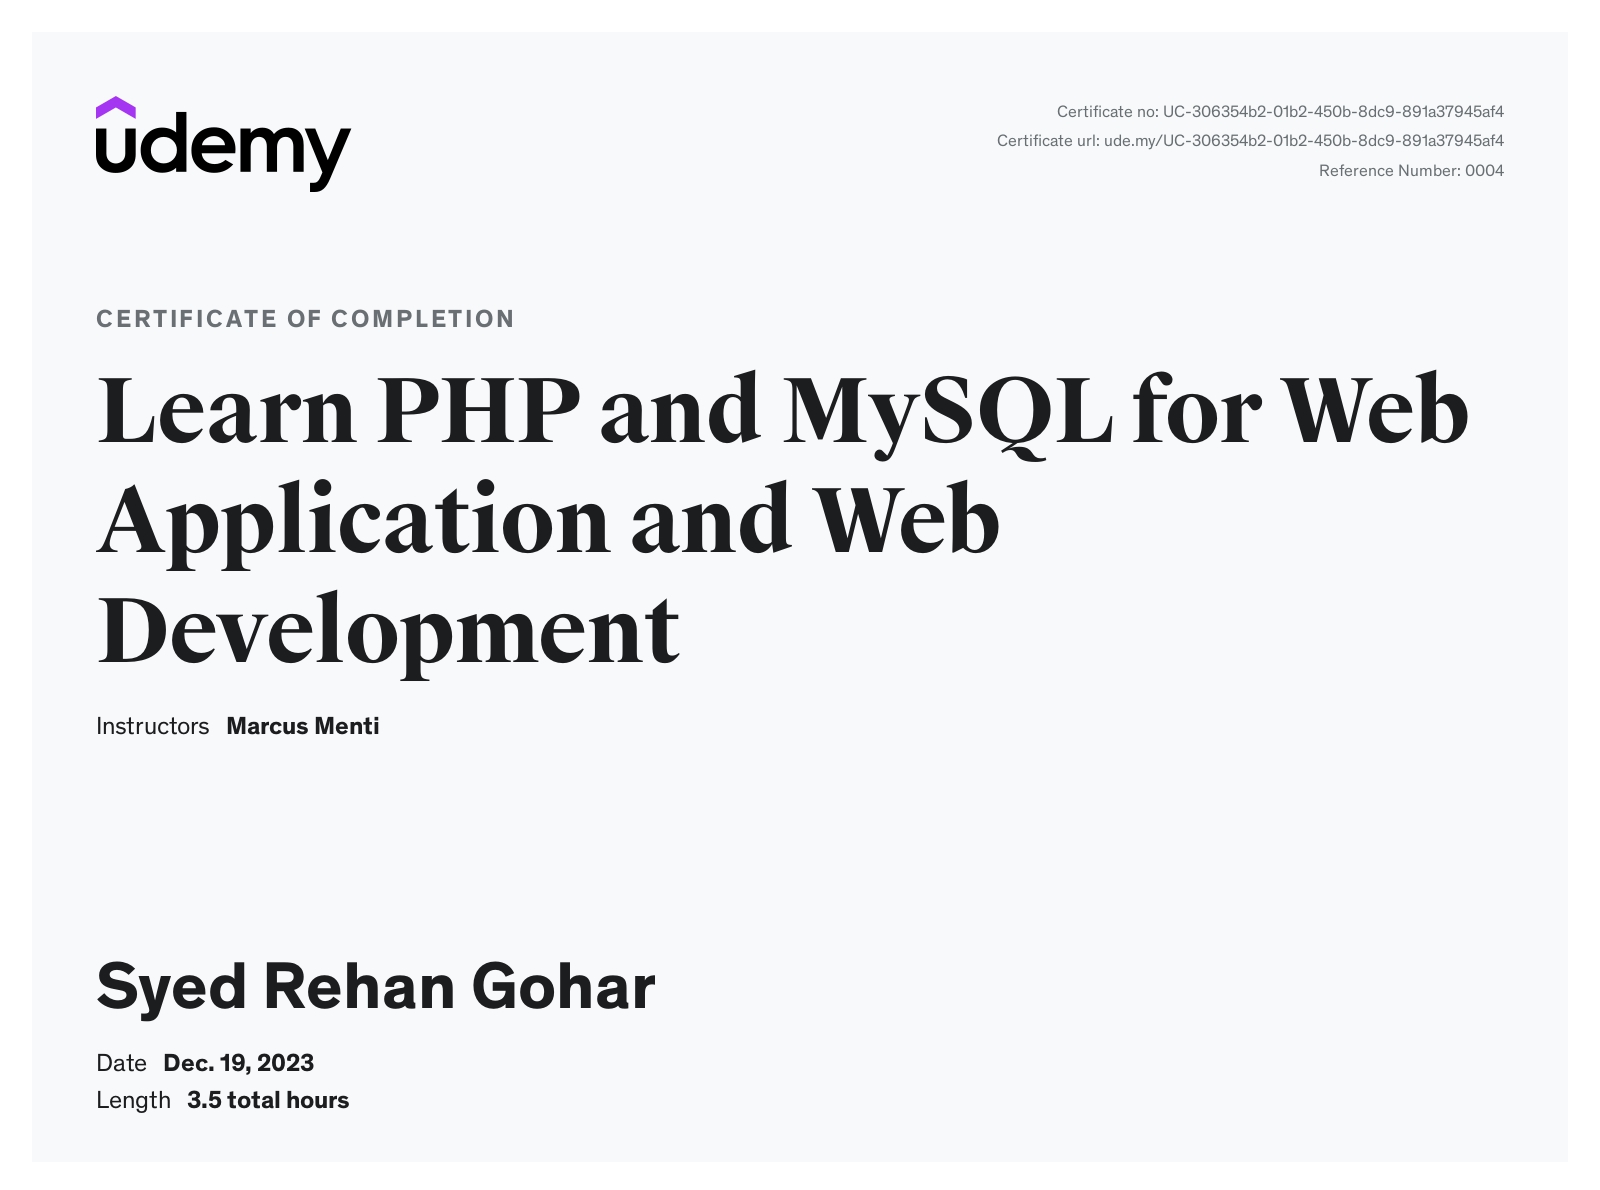 udemy
Certificate no: UC-306354b2-01b2-450b-8dc9-891a37945af4
Certificate url: ude.my/UC-306354b2-01b2-450b-8dc9-891a37945af4
Reference Number: 0004
CERTIFICATE OF COMPLETION
Learn PHP and MySQL for Web
Application and Web
Development
Instructors Marcus Menti
Syed Rehan Gohar
Date Dec. 19, 2023
Length 3.5 total hours